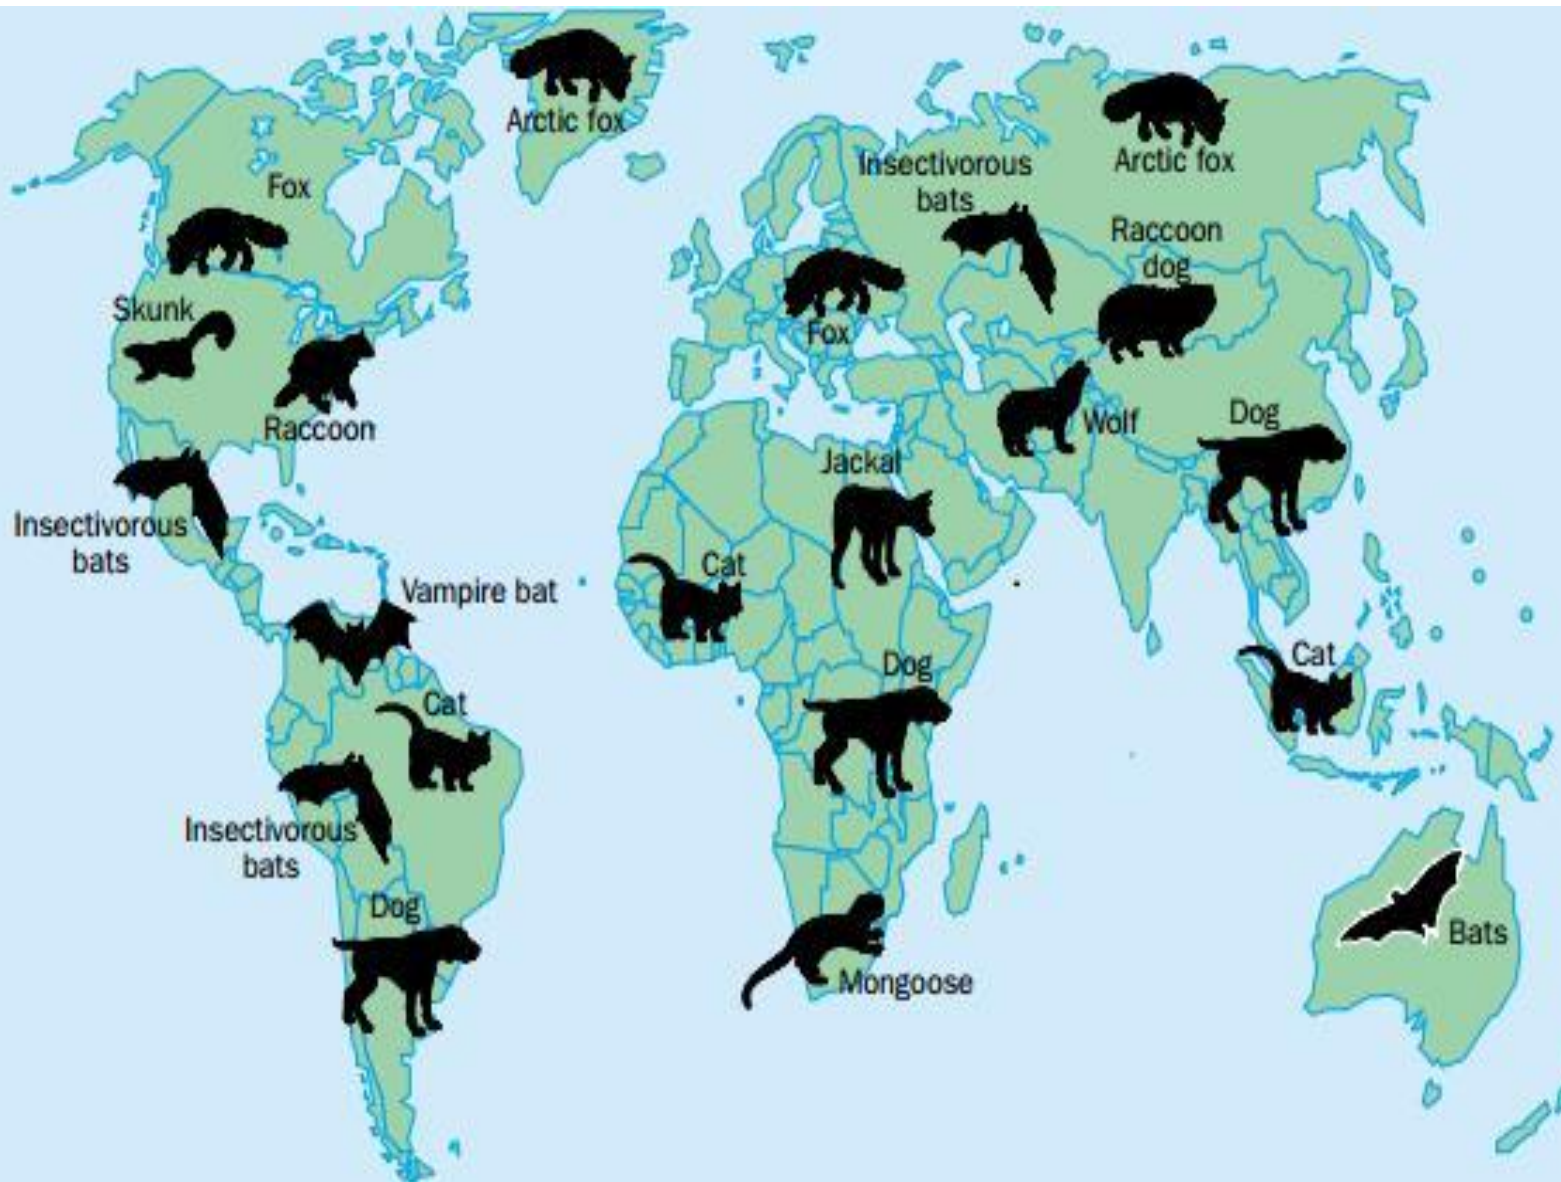 Arctic fox
Arctic fox
Insectivorous
bats
Fox
Raccoon
dog
Skunk
Fox
Raccoon
Wolf
Dog
Jackal
Insectivorous
bats
Cat
Vampire bat
Dog
Cat
Cat
Insectivorous
bats
Dog
Bats
Mongoose